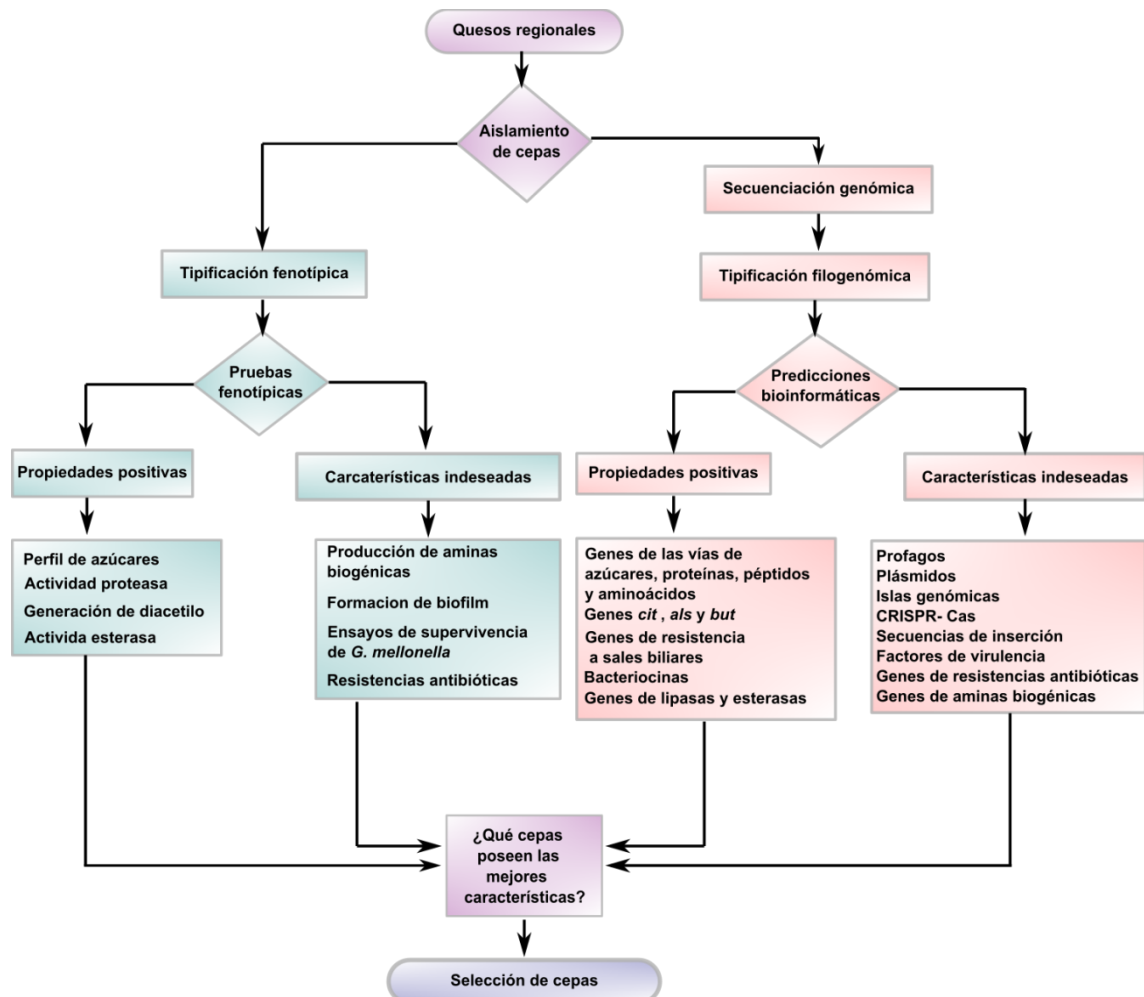 Quesos regionales
Aislamiento
de cepas
Secuenciación genómica
Tipificación fenotípica
Tipificación filogenómica
Pruebas
fenotípicas
Predicciones
bioinformáticas
Propiedades positivas
Carcaterísticas indeseadas
Propiedades positivas
Características indeseadas
Perfil de azúcares
Actividad proteasa
Generación de diacetilo
Activida esterasa
Producción de aminas
biogénicas
Formacion de biofilm
Ensayos de supervivencia
de G. mellonella
Resistencias antibióticas
Genes de las vías de
azúcares, proteínas, péptidos
y aminoácidos
Genes cit , als y but
Genes de resistencia
a sales biliares
Bacteriocinas
Genes de lipasas y esterasas
Profagos
Plásmidos
Islas genómicas
CRISPR- Cas
Secuencias de inserción
Factores de virulencia
Genes de resistencias antibióticas
Genes de aminas biogénicas
¿Qué cepas
poseen las
mejores
características?
Selección de cepas